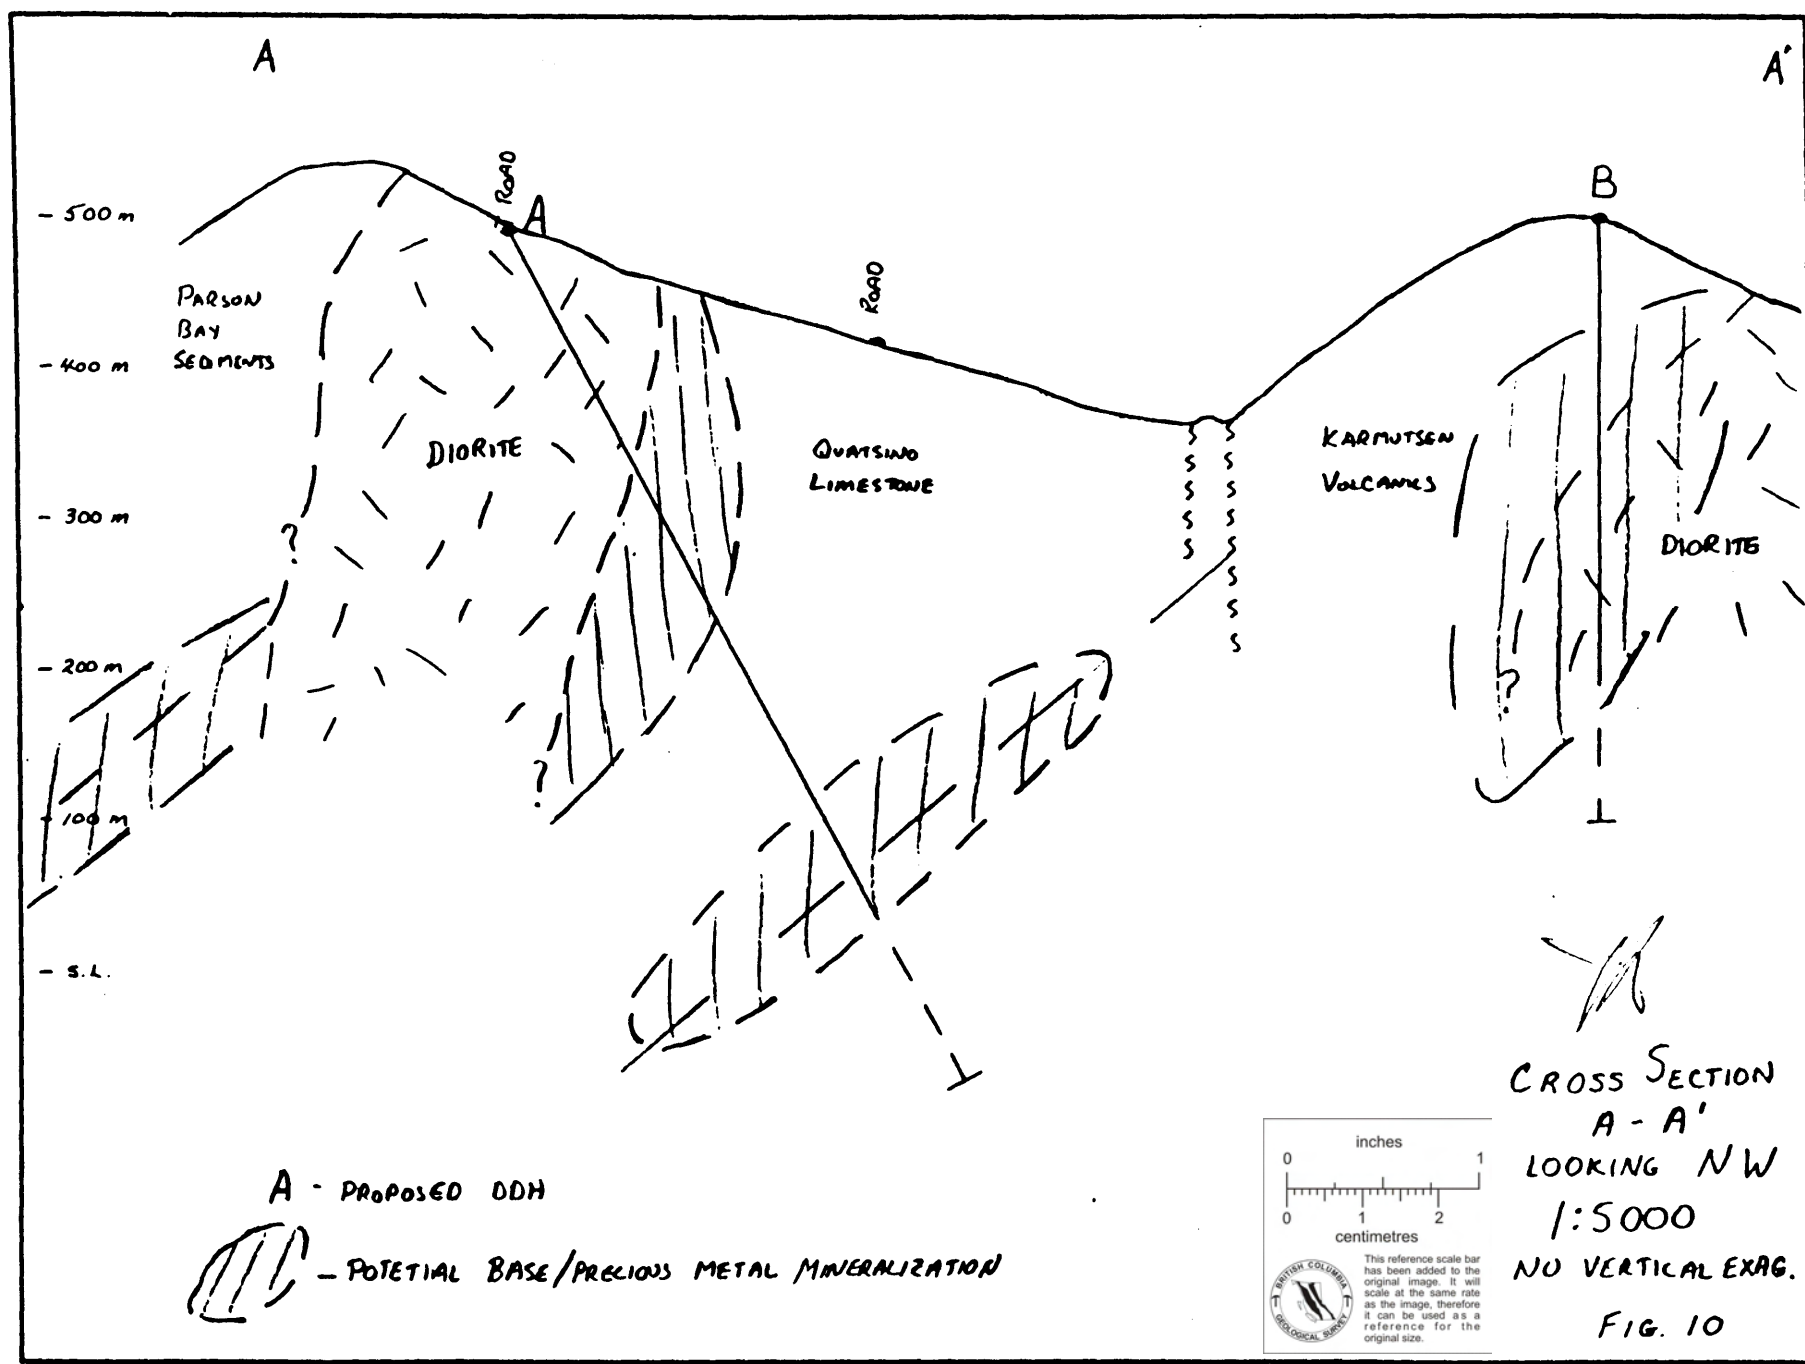 A
A'
ROAD
A
B
- 500 m
ROAD
PARSON
BAY
SEDIMENTS
- 400 m
DIORITE
QUATSINO
LIMESTONE
KARMUTSEN
VOLCANICS
- 300 m
?
DIORITE
- 200 m
?
?
- 100 m
- S.L.
CROSS SECTION
A - A'
LOOKING NW
1:5000
NO VERTICAL EXAG.
FIG. 10
A - PROPOSED DDH
- POTETIAL BASE/PRECIOUS METAL MINERALIZATION
inches
0 1
0 1 2
centimetres
This reference scale bar
has been added to the
original image. It will
scale at the same rate
as the image, therefore
it can be used as a
reference for the
original size.
BRITISH COLUMBIA
GEOLOGICAL SURVEY